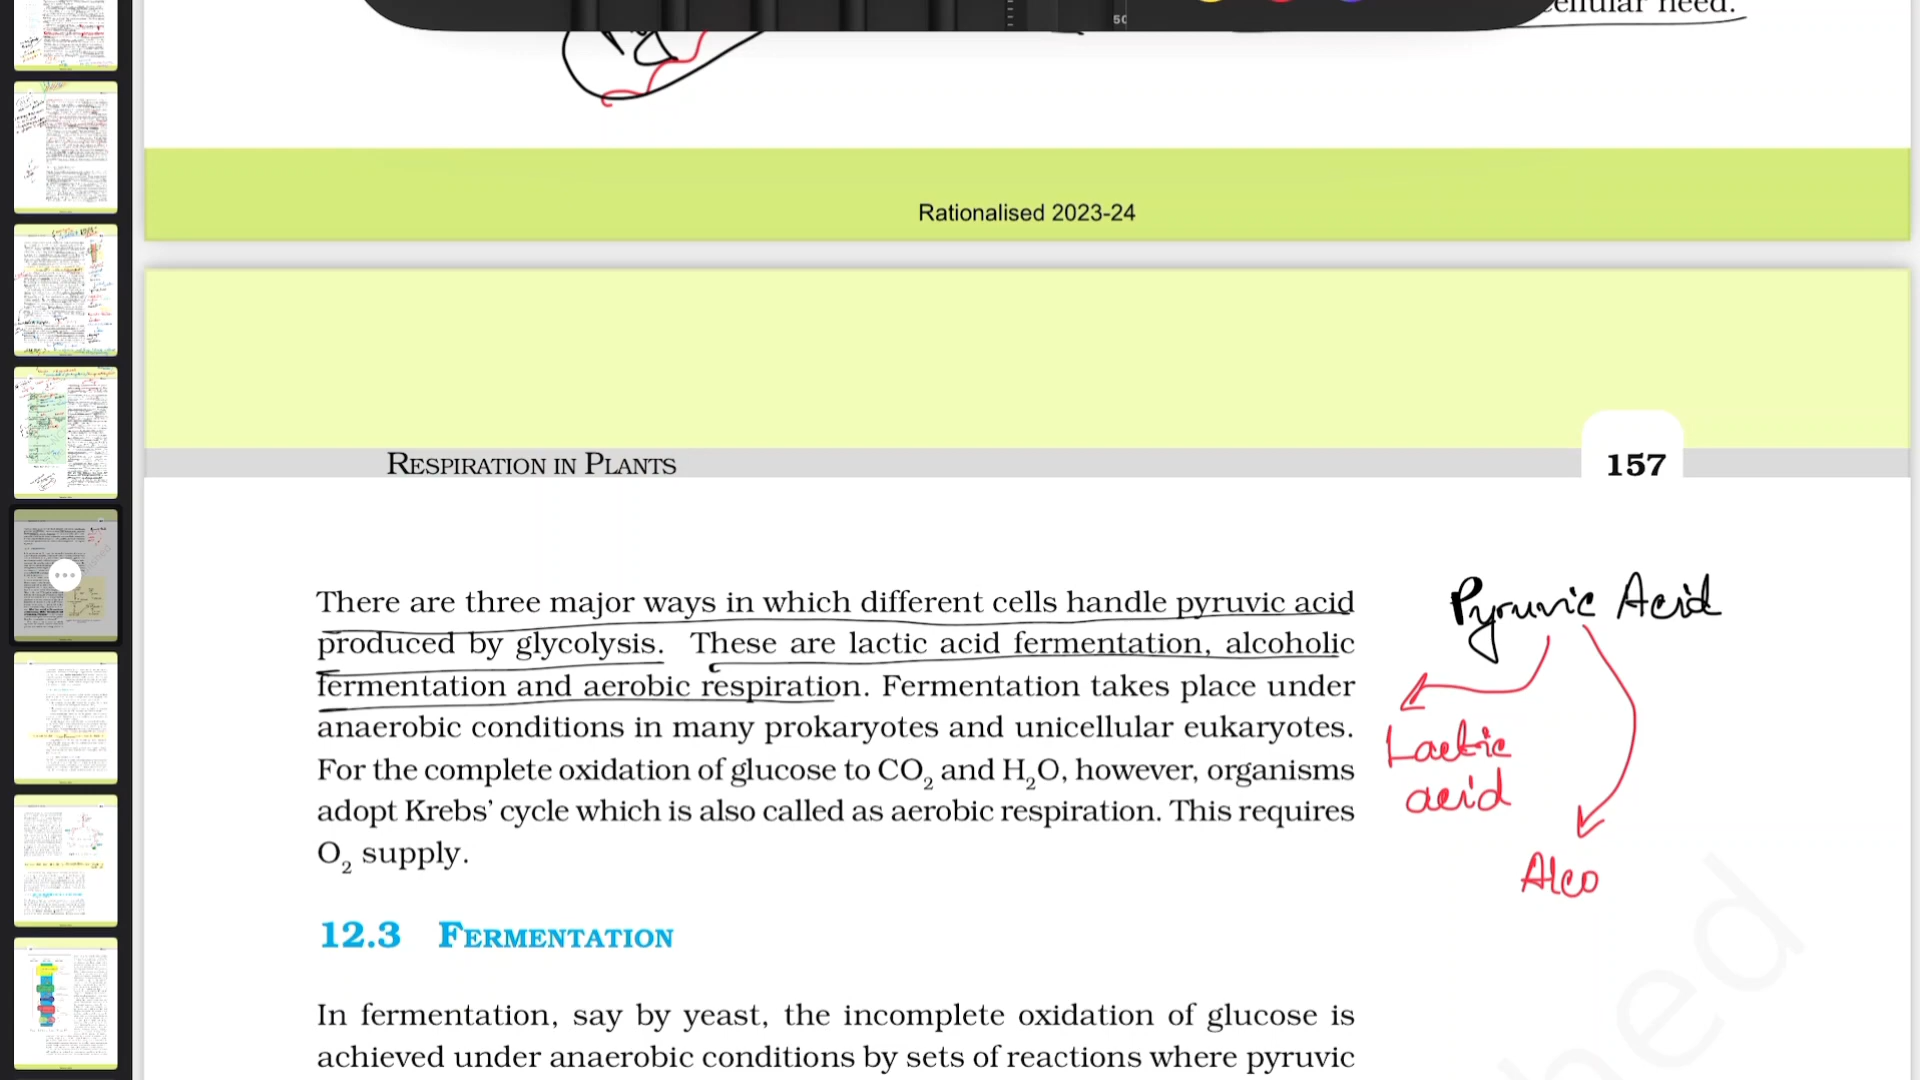 ellular need.
50
Rationalised 2023-24
RESPIRATION IN PLANTS
157
There are three major ways in which different cells handle pyruvic acid
produced by glycolysis. These are lactic acid fermentation, alcoholic
fermentation and aerobic respiration. Fermentation takes place under
anaerobic conditions in many prokaryotes and unicellular eukaryotes.
For the complete oxidation of glucose to CO₂ and H₂O, however, organisms
adopt Krebs’ cycle which is also called as aerobic respiration. This requires
O₂ supply.
Pyruvic Acid
Lactic
acid
Alco
12.3 FERMENTATION
In fermentation, say by yeast, the incomplete oxidation of glucose is
achieved under anaerobic conditions by sets of reactions where pyruvic
hed